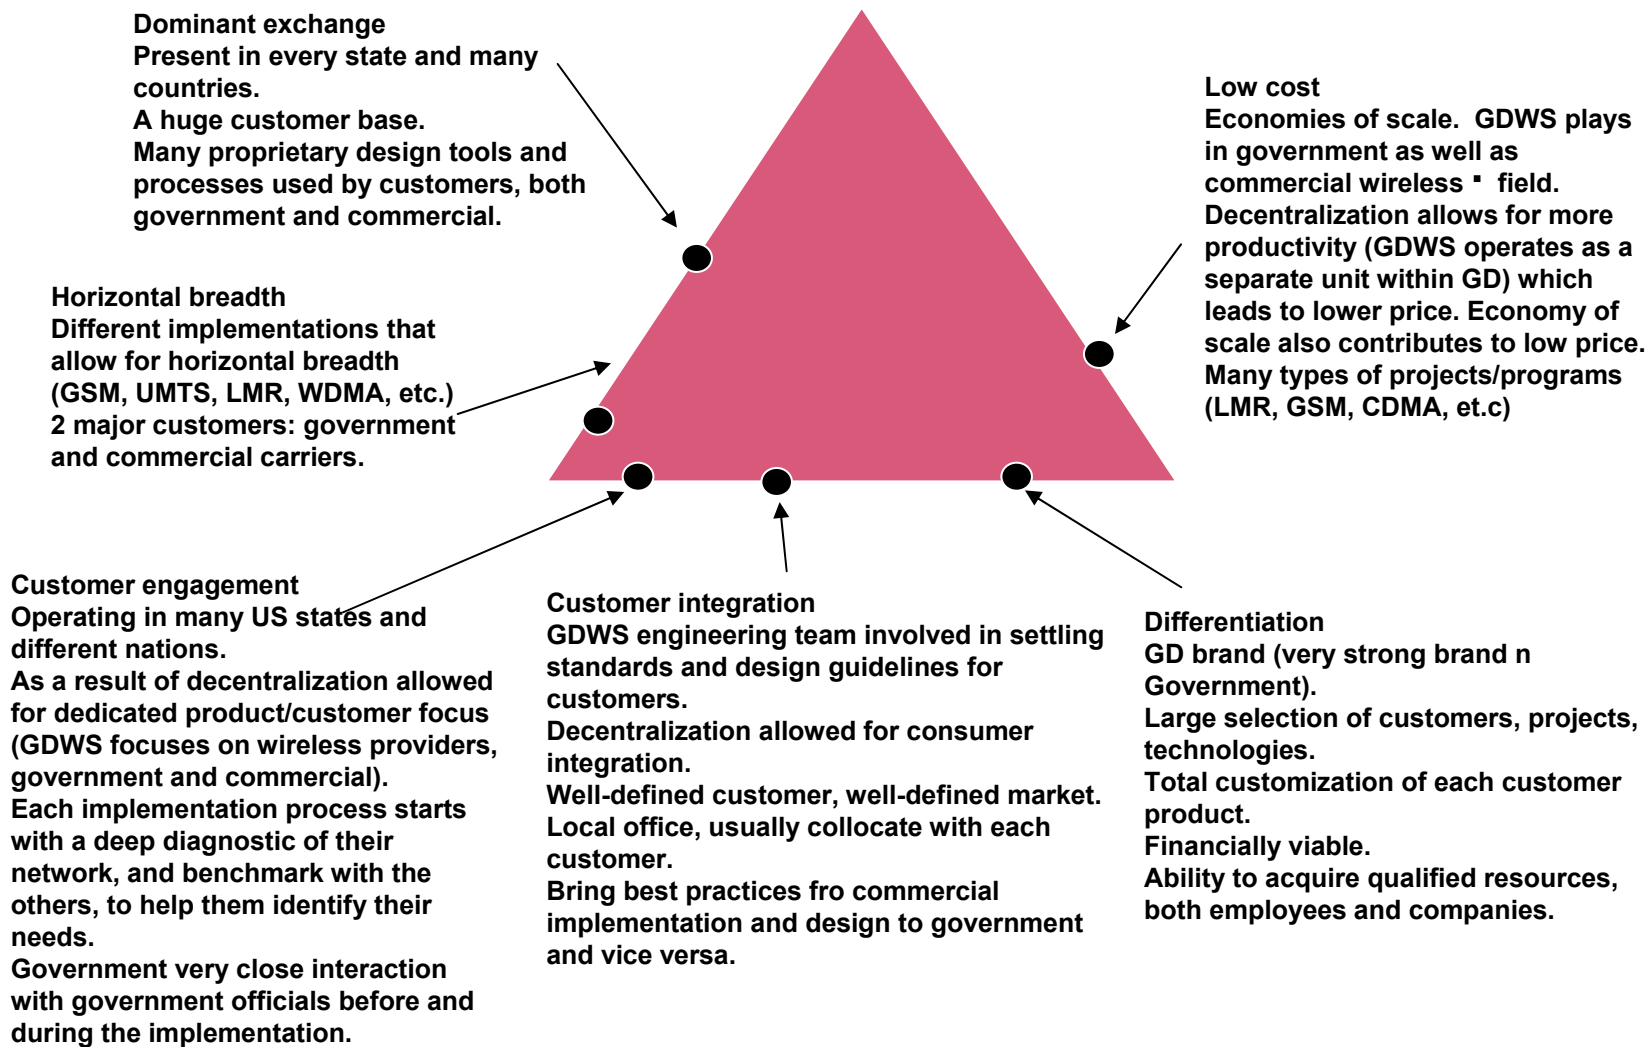 Dominant exchange
Present in every state and many
countries.
A huge customer base.
Many proprietary design tools and
processes used by customers, both
government and commercial.
Low cost
Economies of scale.  GDWS plays
in government as well as
commercial wireless ▪ field.
Decentralization allows for more
productivity (GDWS operates as a
separate unit within GD) which
leads to lower price. Economy of
scale also contributes to low price.
Many types of projects/programs
(LMR, GSM, CDMA, et.c)
Horizontal breadth
Different implementations that
allow for horizontal breadth
(GSM, UMTS, LMR, WDMA, etc.)
2 major customers: government
and commercial carriers.
Customer engagement
Operating in many US states and
different nations.
As a result of decentralization allowed
for dedicated product/customer focus
(GDWS focuses on wireless providers,
government and commercial).
Each implementation process starts
with a deep diagnostic of their
network, and benchmark with the
others, to help them identify their
needs.
Government very close interaction
with government officials before and
during the implementation.
Customer integration
GDWS engineering team involved in settling
standards and design guidelines for
customers.
Decentralization allowed for consumer
integration.
Well-defined customer, well-defined market.
Local office, usually collocate with each
customer.
Bring best practices fro commercial
implementation and design to government
and vice versa.
Differentiation
GD brand (very strong brand n
Government).
Large selection of customers, projects,
technologies.
Total customization of each customer
product.
Financially viable.
Ability to acquire qualified resources,
both employees and companies.